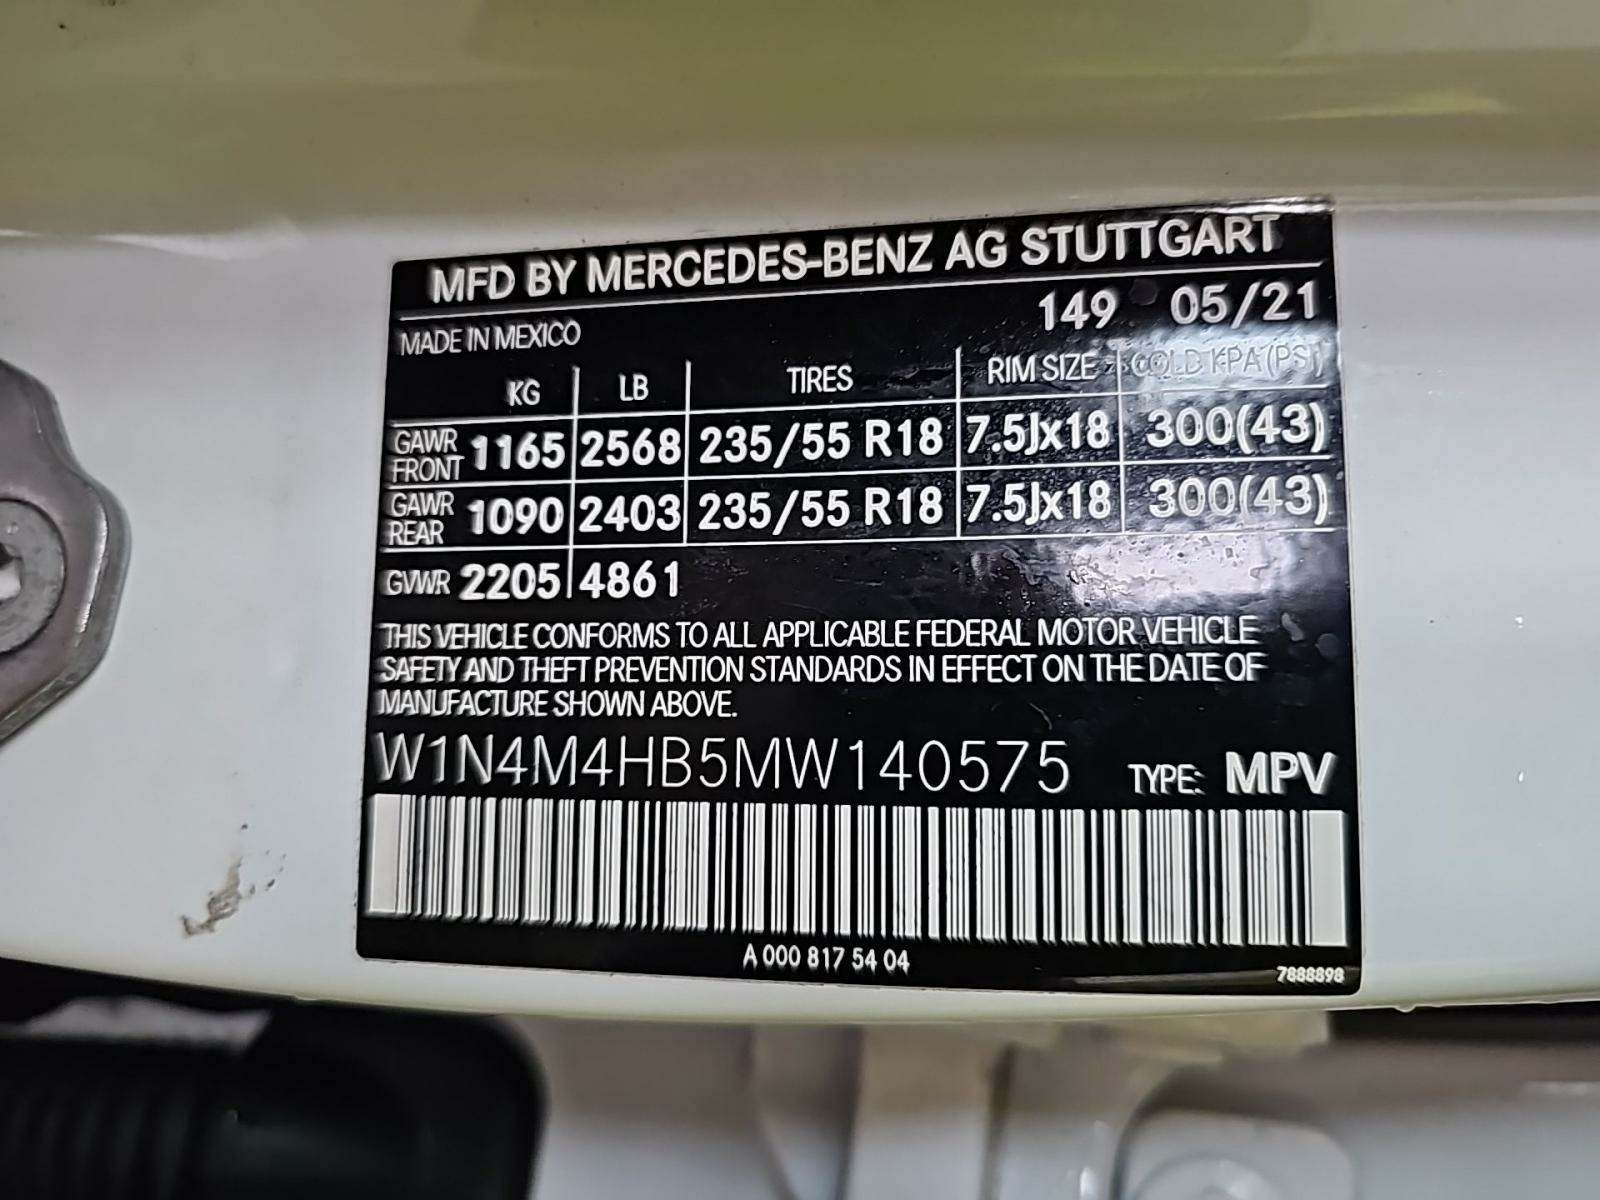 MFD BY MERCEDES-BENZ AG STUTTGART
MADE IN MEXICO 149 05/21
KG LB TIRES RIM SIZE COLD KPA(PSI)
GAWR FRONT 1165 2568 235/55 R18 7.5Jx18 300(43)
GAWR REAR 1090 2403 235/55 R18 7.5Jx18 300(43)
GVWR 2205 4861
THIS VEHICLE CONFORMS TO ALL APPLICABLE FEDERAL MOTOR VEHICLE
SAFETY AND THEFT PREVENTION STANDARDS IN EFFECT ON THE DATE OF
MANUFACTURE SHOWN ABOVE.
W1N4M4HB5MW140575 TYPE: MPV
A 000 817 54 04
7888898